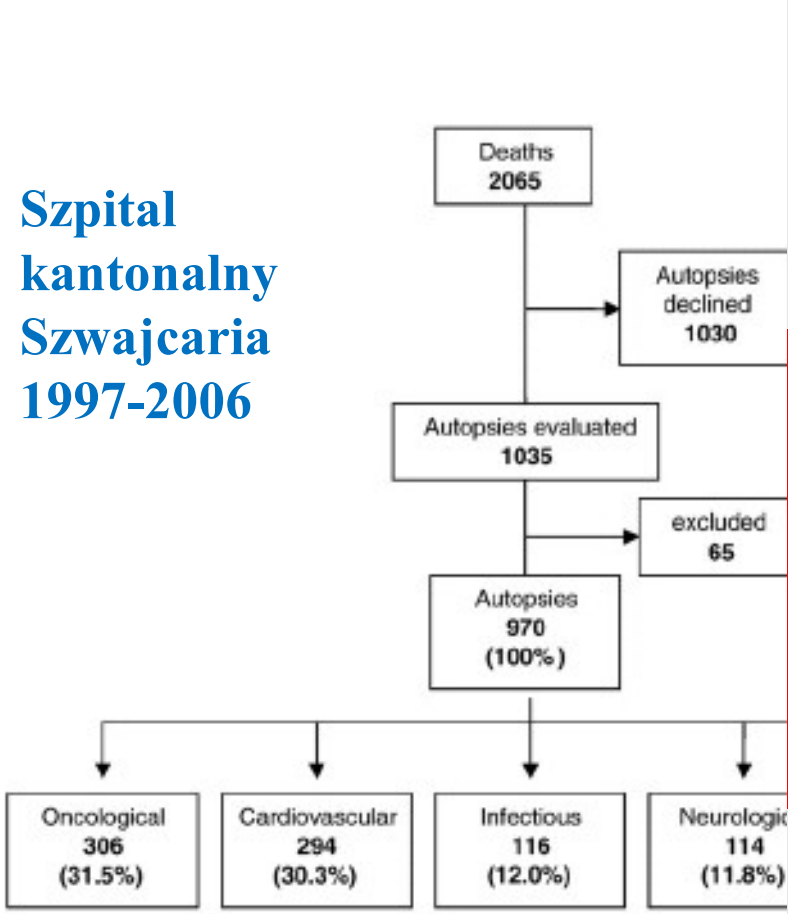 Szpital
kantonalny
Szwajcaria
1997-2006
Deaths
2065
Autopsies
declined
1030
Autopsies evaluated
1035
excluded
65
Autopsies
970
(100%)
Oncological
306
(31.5%)
Cardiovascular
294
(30.3%)
Infectious
116
(12.0%)
114
(11.8%)